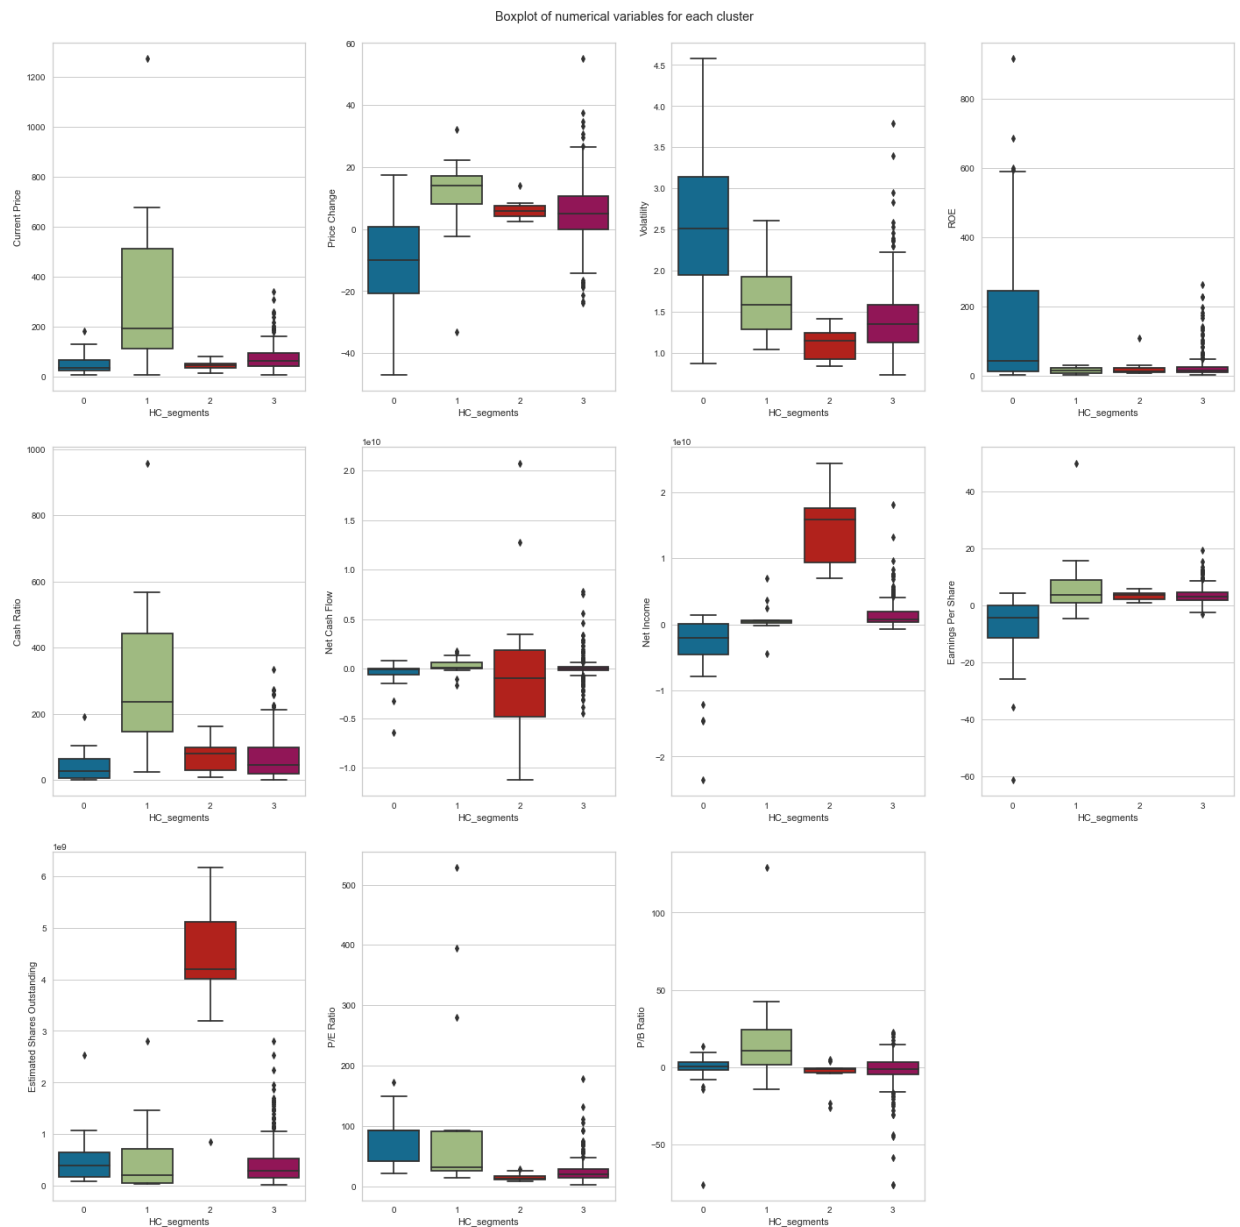 Boxplot of numerical variables for each cluster
Current Price
1200
1000
800
600
400
200
0
0 1 2 3
HC_segments
Price Change
60
40
20
0
−20
−40
0 1 2 3
HC_segments
Volatility
4.5
4.0
3.5
3.0
2.5
2.0
1.5
1.0
0 1 2 3
HC_segments
ROE
800
600
400
200
0
0 1 2 3
HC_segments
Cash Ratio
1000
800
600
400
200
0
0 1 2 3
HC_segments
1e10
Net Cash Flow
2.0
1.5
1.0
0.5
0.0
−0.5
−1.0
0 1 2 3
HC_segments
1e10
Net Income
2
1
0
−1
−2
0 1 2 3
HC_segments
Earnings Per Share
40
20
0
−20
−40
−60
0 1 2 3
HC_segments
1e9
Estimated Shares Outstanding
6
5
4
3
2
1
0
0 1 2 3
HC_segments
P/E Ratio
500
400
300
200
100
0
0 1 2 3
HC_segments
P/B Ratio
100
50
0
−50
0 1 2 3
HC_segments